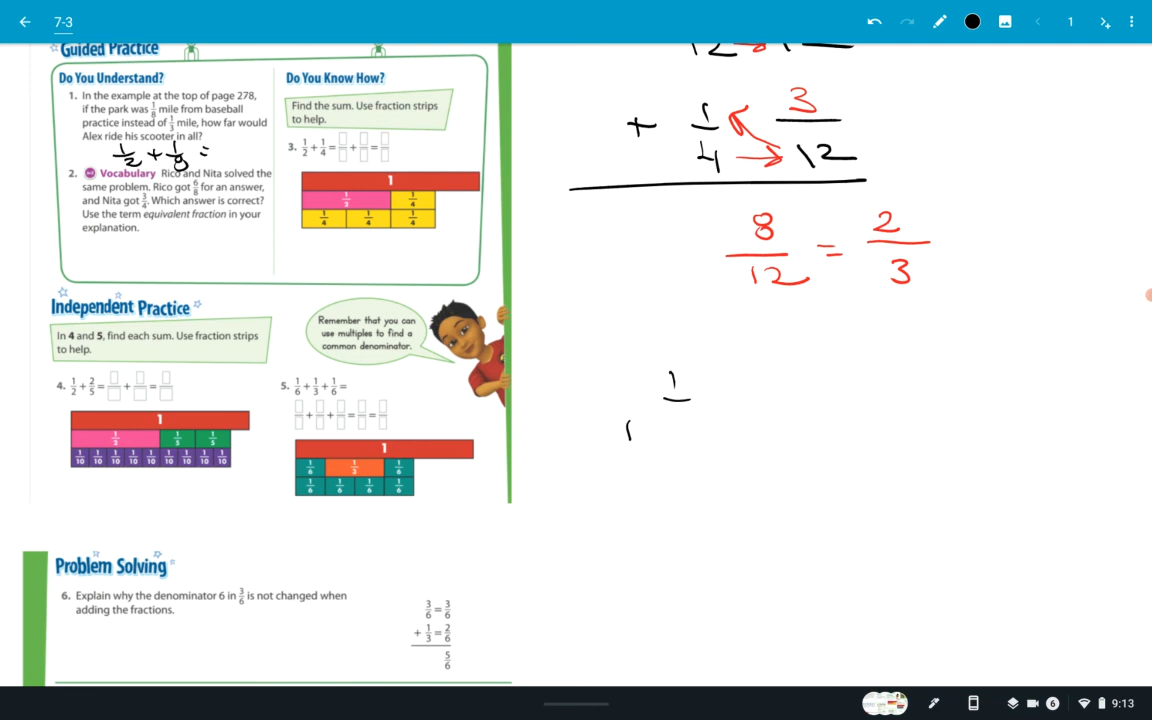 7-3
1
Guided Practice
Do You Understand?
1. In the example at the top of page 278,
if the park was 1/8 mile from baseball
practice instead of 1/3 mile, how far would
Alex ride his scooter in all?
1/2 + 1/8 =
2. Vocabulary Rico and Nita solved the
same problem. Rico got 6/8 for an answer,
and Nita got 3/4. Which answer is correct?
Use the term equivalent fraction in your
explanation.
Do You Know How?
Find the sum. Use fraction strips
to help.
3. 1/2 + 1/4 = □/□ + □/□ = □/□
1
1/2 1/4
1/4 1/4 1/4
Independent Practice
In 4 and 5, find each sum. Use fraction strips
to help.
Remember that you can
use multiples to find a
common denominator.
4. 1/2 + 2/5 = □/□ + □/□ = □/□
1
1/2 1/5 1/5
1/10 1/10 1/10 1/10 1/10 1/10 1/10 1/10 1/10
5. 1/6 + 1/3 + 1/6 =
□/□ + □/□ + □/□ = □/□ = □/□
1
1/6 1/3 1/6
1/6 1/6 1/6 1/6
Problem Solving
6. Explain why the denominator 6 in 3/6 is not changed when
adding the fractions.
3/6 = 3/6
+ 1/3 = 2/6
5/6
12
+ 1/4 3/12
8/12 = 2/3
1
1
6
9:13